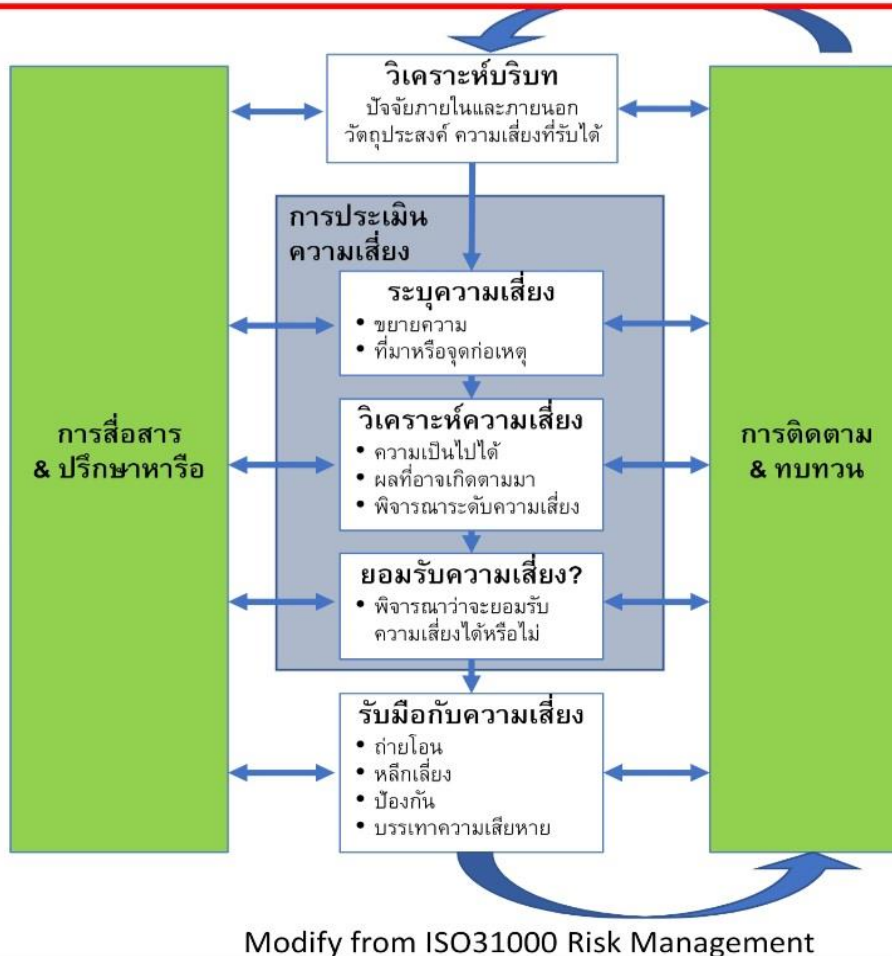 วิเคราะห์บริบท
ปัจจัยภายในและภายนอก
วัตถุประสงค์ ความเสี่ยงที่รับได้
การประเมิน
ความเสี่ยง
ระบุความเสี่ยง
• ขยายความ
• ที่มาหรือจุดก่อเหตุ
การสื่อสาร
& ปรึกษาหารือ
วิเคราะห์ความเสี่ยง
• ความเป็นไปได้
• ผลที่อาจเกิดตามมา
• พิจารณาระดับความเสี่ยง
การติดตาม
& ทบทวน
ยอมรับความเสี่ยง?
• พิจารณาว่าจะยอมรับ
ความเสี่ยงได้หรือไม่
รับมือกับความเสี่ยง
• ถ่ายโอน
• หลีกเลี่ยง
• ป้องกัน
• บรรเทาความเสียหาย
Modify from ISO31000 Risk Management